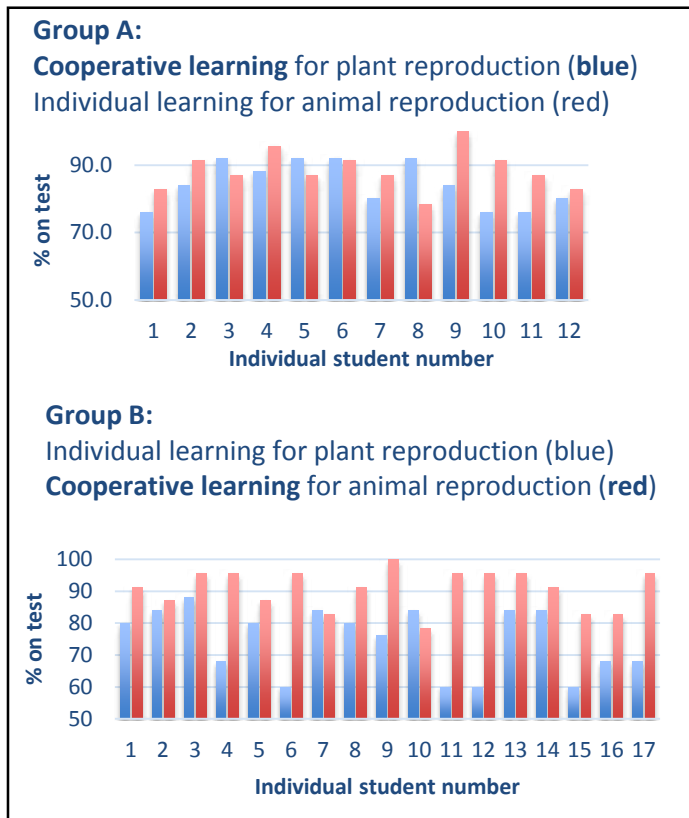 Group A:
Cooperative learning for plant reproduction (blue)
Individual learning for animal reproduction (red)
90.0
70.0
50.0
% on test
1 2 3 4 5 6 7 8 9 10 11 12
Individual student number
Group B:
Individual learning for plant reproduction (blue)
Cooperative learning for animal reproduction (red)
100
90
80
70
60
50
% on test
1 2 3 4 5 6 7 8 9 10 11 12 13 14 15 16 17
Individual student number